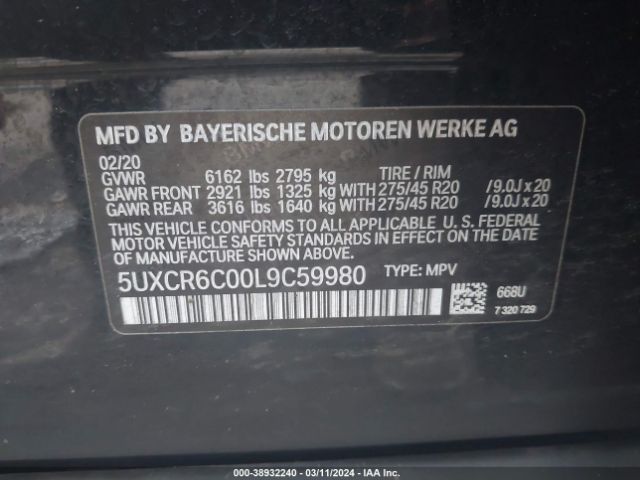 MFD BY BAYERISCHE MOTOREN WERKE AG
02/20
GVWR 6162 lbs 2795 kg TIRE / RIM
GAWR FRONT 2921 lbs 1325 kg WITH 275/45 R20 /9.0J x 20
GAWR REAR 3616 lbs 1640 kg WITH 275/45 R20 /9.0J x 20
THIS VEHICLE CONFORMS TO ALL APPLICABLE U. S. FEDERAL
MOTOR VEHICLE SAFETY STANDARDS IN EFFECT ON THE DATE
OF MANUFACTURE SHOWN ABOVE.
5UXCR6C00L9C59980 TYPE: MPV
668U
7 320 729
000-38932240 - 03/11/2024 - IAA, Inc.